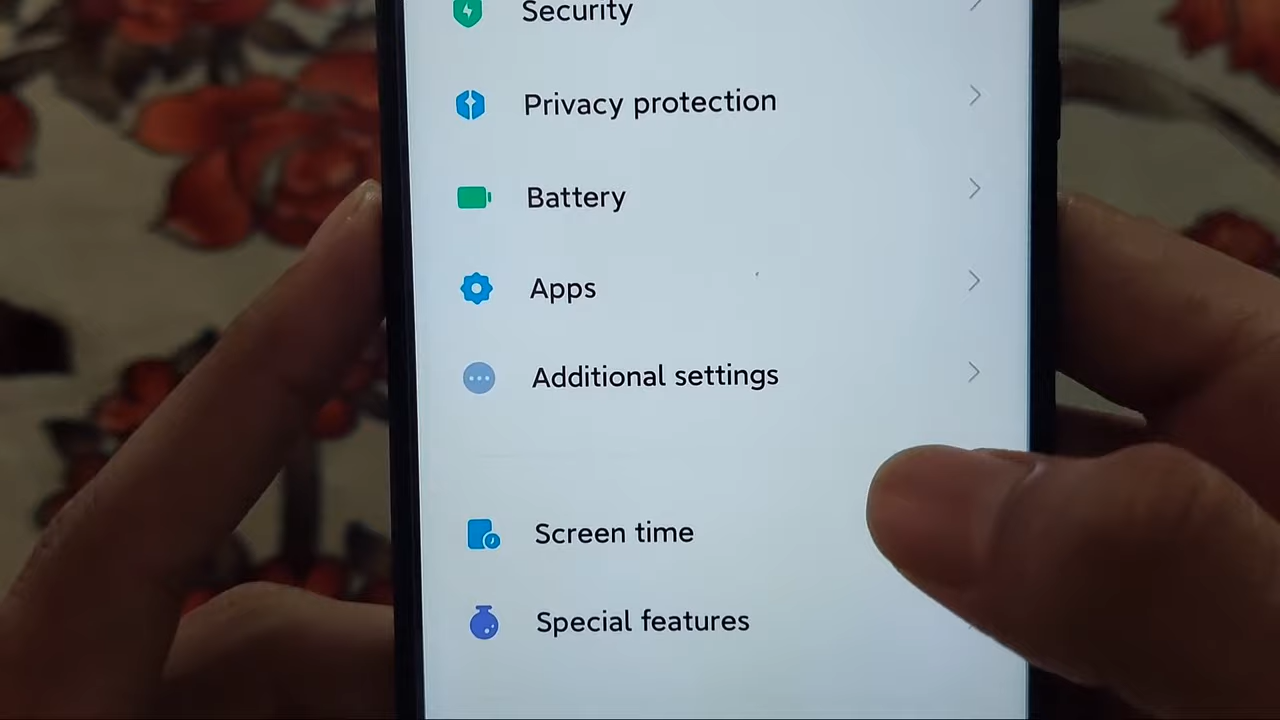 Security
Privacy protection
Battery
Apps
Additional settings
Screen time
Special features